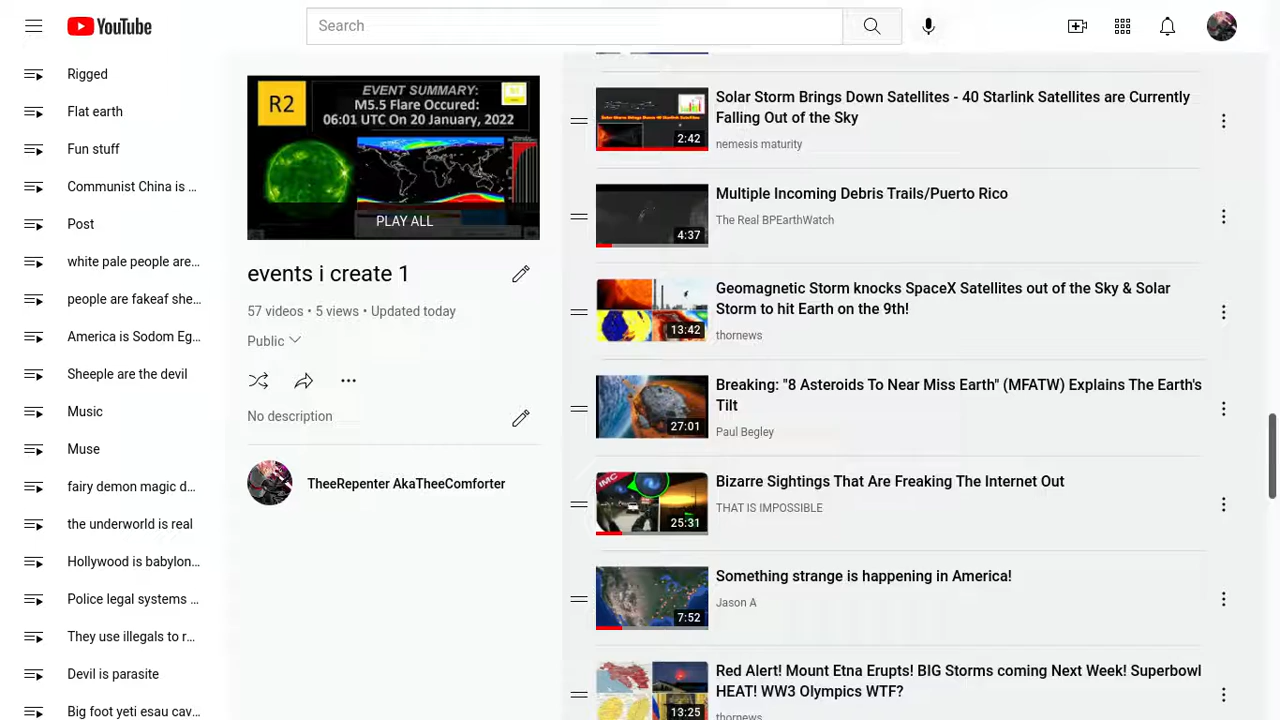 YouTube
Search
Rigged
Flat earth
Fun stuff
Communist China is ...
Post
white pale people are...
people are fakeaf she...
America is Sodom Eg...
Sheeple are the devil
Music
Muse
fairy demon magic d...
the underworld is real
Hollywood is babylon...
Police legal systems ...
They use illegals to r...
Devil is parasite
Big foot yeti esau cav...
R2
EVENT SUMMARY:
M5.5 Flare Occured:
06:01 UTC On 20 January, 2022
PLAY ALL
events i create 1
57 videos • 5 views • Updated today
Public
No description
TheeRepenter AkaTheeComforter
2:42
Solar Storm Brings Down Satellites - 40 Starlink Satellites are Currently
Falling Out of the Sky
nemesis maturity
4:37
Multiple Incoming Debris Trails/Puerto Rico
The Real BPEarthWatch
13:42
Geomagnetic Storm knocks SpaceX Satellites out of the Sky & Solar
Storm to hit Earth on the 9th!
thornews
27:01
Breaking: "8 Asteroids To Near Miss Earth" (MFATW) Explains The Earth's
Tilt
Paul Begley
IMC
25:31
Bizarre Sightings That Are Freaking The Internet Out
THAT IS IMPOSSIBLE
7:52
Something strange is happening in America!
Jason A
13:25
Red Alert! Mount Etna Erupts! BIG Storms coming Next Week! Superbowl
HEAT! WW3 Olympics WTF?
thornews